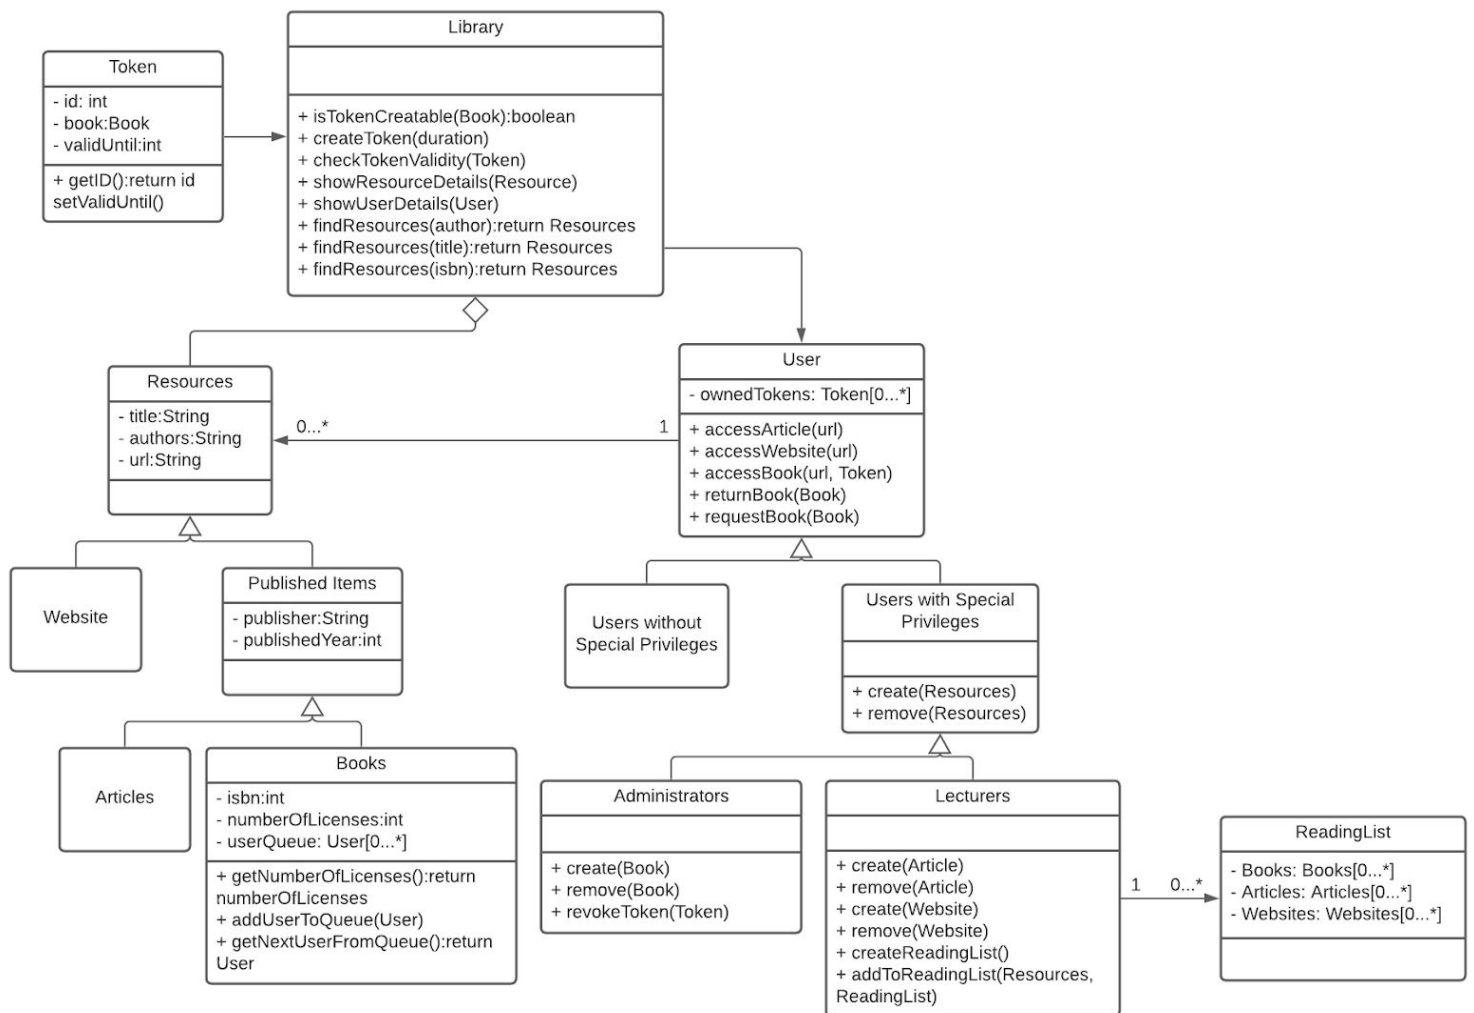 Library
+ isTokenCreatable(Book):boolean
+ createToken(duration)
+ checkTokenValidity(Token)
+ showResourceDetails(Resource)
+ showUserDetails(User)
+ findResources(author):return Resources
+ findResources(title):return Resources
+ findResources(isbn):return Resources
Token
- id: int
- book:Book
- validUntil:int
+ getID():return id
setValidUntil()
Resources
- title:String
- authors:String
- url:String
0...*
1
User
- ownedTokens: Token[0...*]
+ accessArticle(url)
+ accessWebsite(url)
+ accessBook(url, Token)
+ returnBook(Book)
+ requestBook(Book)
Website
Published Items
- publisher:String
- publishedYear:int
Users without
Special Privileges
Users with Special
Privileges
+ create(Resources)
+ remove(Resources)
Articles
Books
- isbn:int
- numberOfLicenses:int
- userQueue: User[0...*]
+ getNumberOfLicenses():return
numberOfLicenses
+ addUserToQueue(User)
+ getNextUserFromQueue():return
User
Administrators
+ create(Book)
+ remove(Book)
+ revokeToken(Token)
Lecturers
+ create(Article)
+ remove(Article)
+ create(Website)
+ remove(Website)
+ createReadingList()
+ addToReadingList(Resources,
ReadingList)
1
0...*
ReadingList
- Books: Books[0...*]
- Articles: Articles[0...*]
- Websites: Websites[0...*]